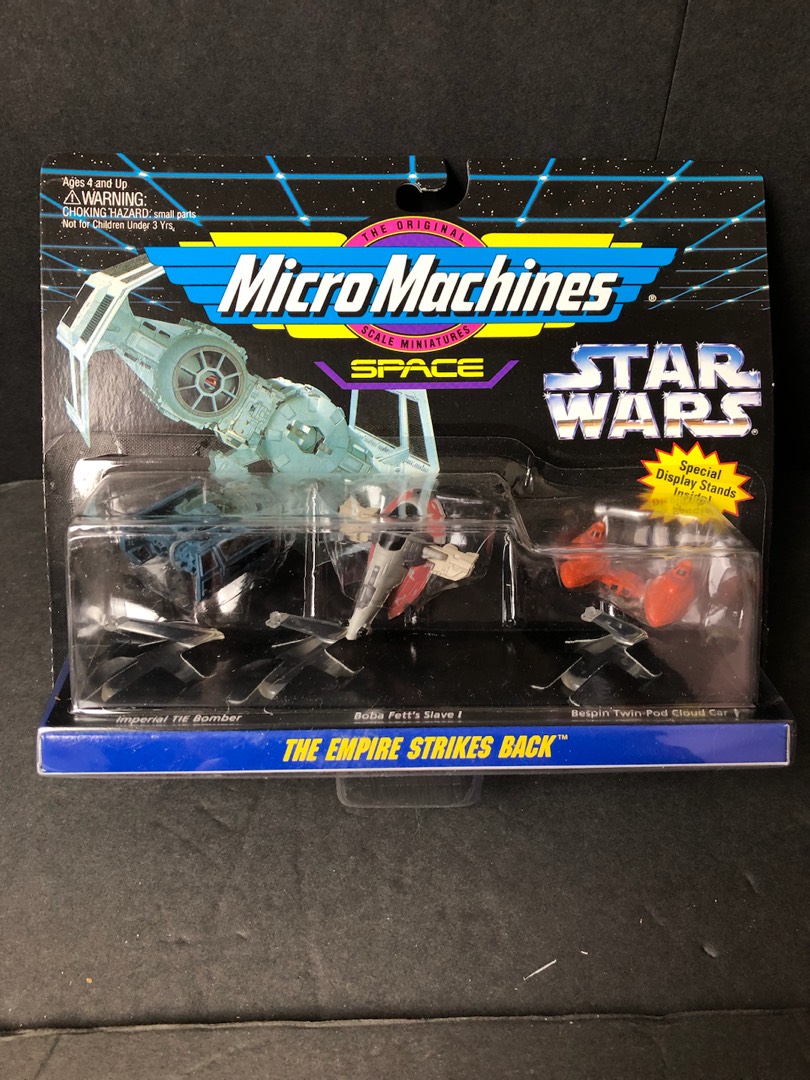 Ages 4 and Up
⚠WARNING:
CHOKING HAZARD: small parts
Not for Children Under 3 Yrs.
THE ORIGINAL
Micro Machines®
SCALE MINIATURES
SPACE
STAR
WARS®
Special
Display Stands
Inside!
Imperial TIE Bomber
Boba Fett's Slave I
Bespin Twin-Pod Cloud Car
THE EMPIRE STRIKES BACK™